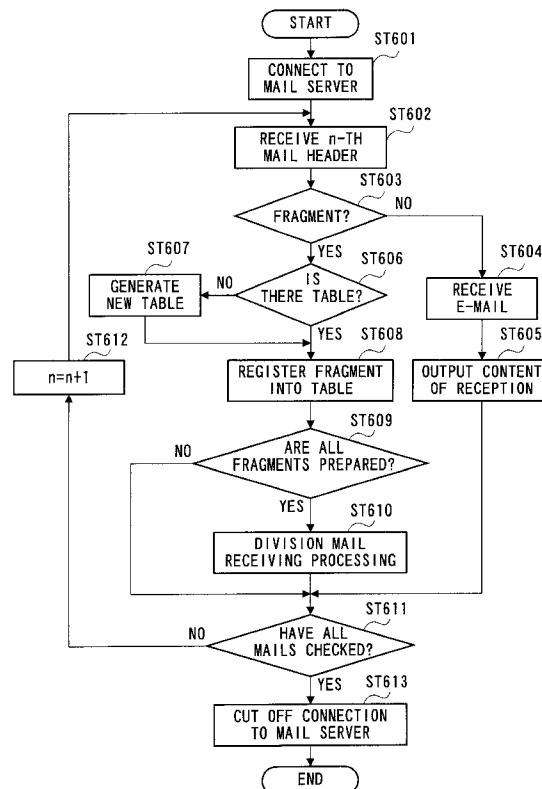 START
ST601
CONNECT TO
MAIL SERVER
ST602
RECEIVE n-TH
MAIL HEADER
ST603
FRAGMENT?
NO
YES
ST607
GENERATE
NEW TABLE
NO
ST606
IS
THERE TABLE?
YES
ST604
RECEIVE
E-MAIL
ST612
n=n+1
ST608
REGISTER FRAGMENT
INTO TABLE
ST605
OUTPUT CONTENT
OF RECEPTION
ST609
NO
ARE ALL
FRAGMENTS PREPARED?
YES
ST610
DIVISION MAIL
RECEIVING PROCESSING
ST611
NO
HAVE ALL
MAILS CHECKED?
YES
ST613
CUT OFF CONNECTION
TO MAIL SERVER
END